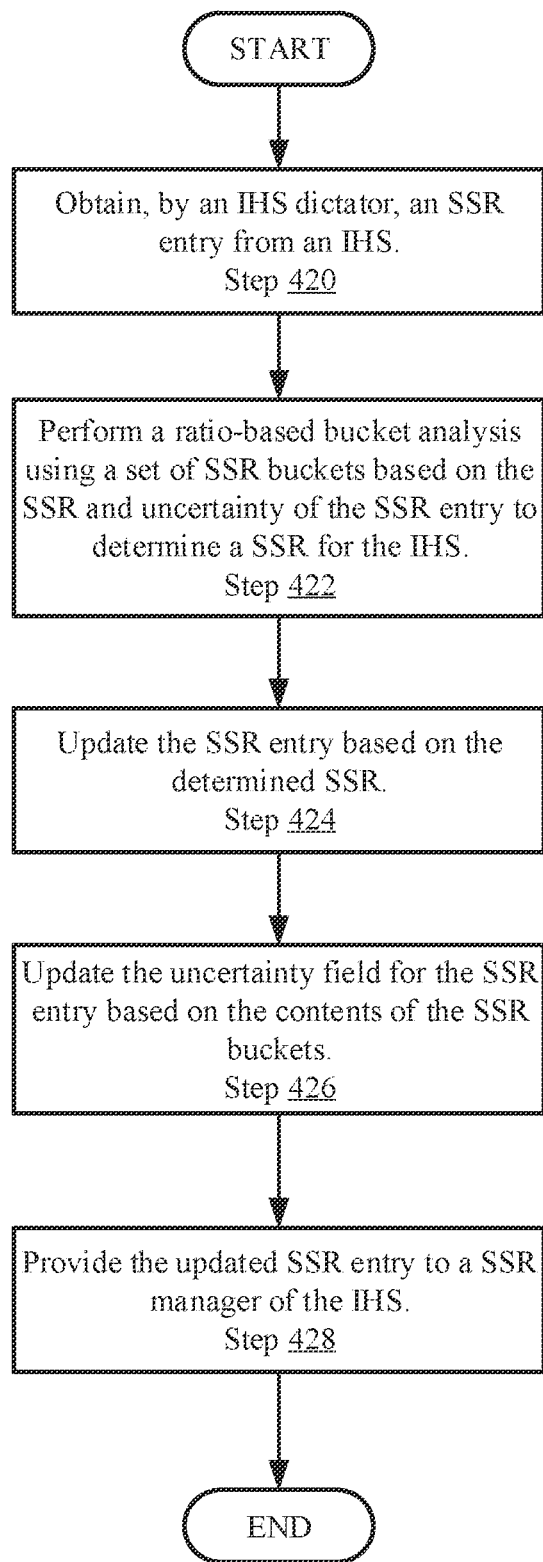 START
Obtain, by an IHS dictator, an SSR
entry from an IHS.
Step 420
Perform a ratio-based bucket analysis
using a set of SSR buckets based on the
SSR and uncertainty of the SSR entry to
determine a SSR for the IHS.
Step 422
Update the SSR entry based on the
determined SSR.
Step 424
Update the uncertainty field for the SSR
entry based on the contents of the SSR
buckets.
Step 426
Provide the updated SSR entry to a SSR
manager of the IHS.
Step 428
END